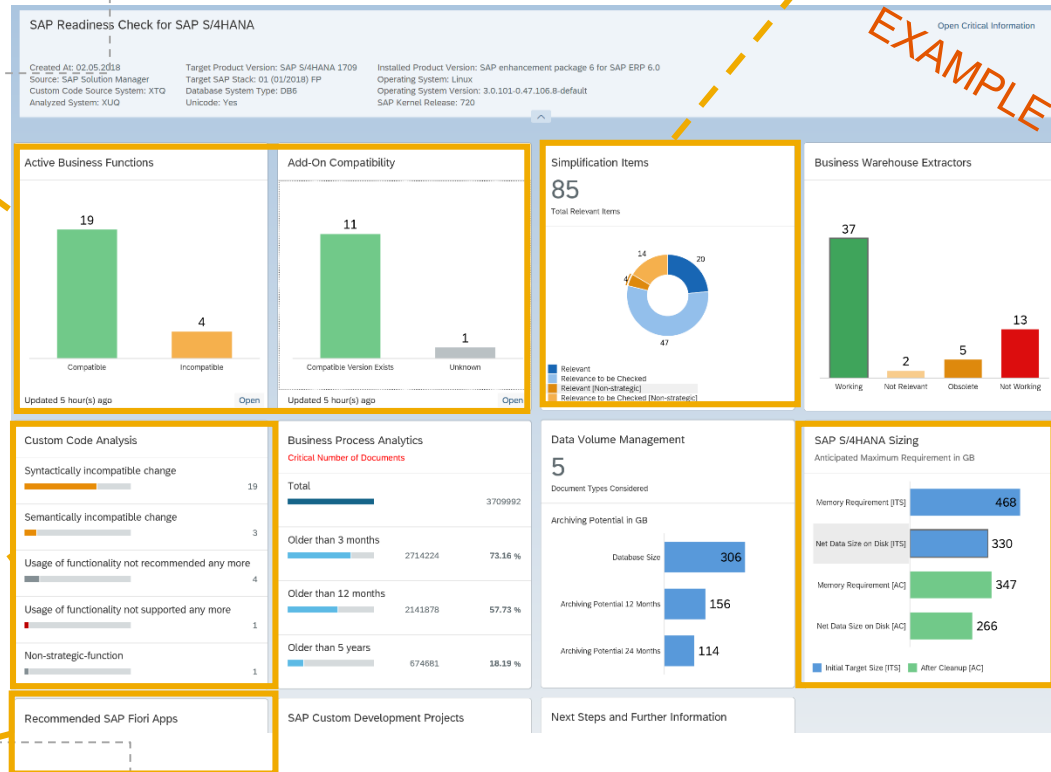 SAP Readiness Check for SAP S/4HANA
Open Critical Information
EXAMPLE
Created At: 02.05.2018
Source: SAP Solution Manager
Custom Code Source System: XTQ
Analyzed System: XUQ
Target Product Version: SAP S/4HANA 1709
Target SAP Stack: 01 (01/2018) FP
Database System Type: DB6
Unicode: Yes
Installed Product Version: SAP enhancement package 6 for SAP ERP 6.0
Operating System: Linux
Operating System Version: 3.0.101-0.47.106.8-default
SAP Kernel Release: 720
Active Business Functions
19
4
Compatible
Incompatible
Updated 5 hour(s) ago
Open
Add-On Compatibility
11
1
Compatible Version Exists
Unknown
Updated 5 hour(s) ago
Open
Simplification Items
85
Total Relevant Items
14
20
4
47
Relevant
Relevance to be Checked
Relevant [Non-strategic]
Relevance to be Checked [Non-strategic]
Business Warehouse Extractors
37
2
5
13
Working
Not Relevant
Obsolete
Not Working
Custom Code Analysis
Syntactically incompatible change
19
Semantically incompatible change
3
Usage of functionality not recommended any more
4
Usage of functionality not supported any more
1
Non-strategic-function
1
Business Process Analytics
Critical Number of Documents
Total
3709992
Older than 3 months
2714224 73.16 %
Older than 12 months
2141878 57.73 %
Older than 5 years
674681 18.19 %
Data Volume Management
5
Document Types Considered
Archiving Potential in GB
Database Size 306
Archiving Potential 12 Months 156
Archiving Potential 24 Months 114
SAP S/4HANA Sizing
Anticipated Maximum Requirement in GB
Memory Requirement [ITS] 468
Net Data Size on Disk [ITS] 330
Memory Requirement [AC] 347
Net Data Size on Disk [AC] 266
Initial Target Size [ITS] After Cleanup [AC]
Recommended SAP Fiori Apps
SAP Custom Development Projects
Next Steps and Further Information